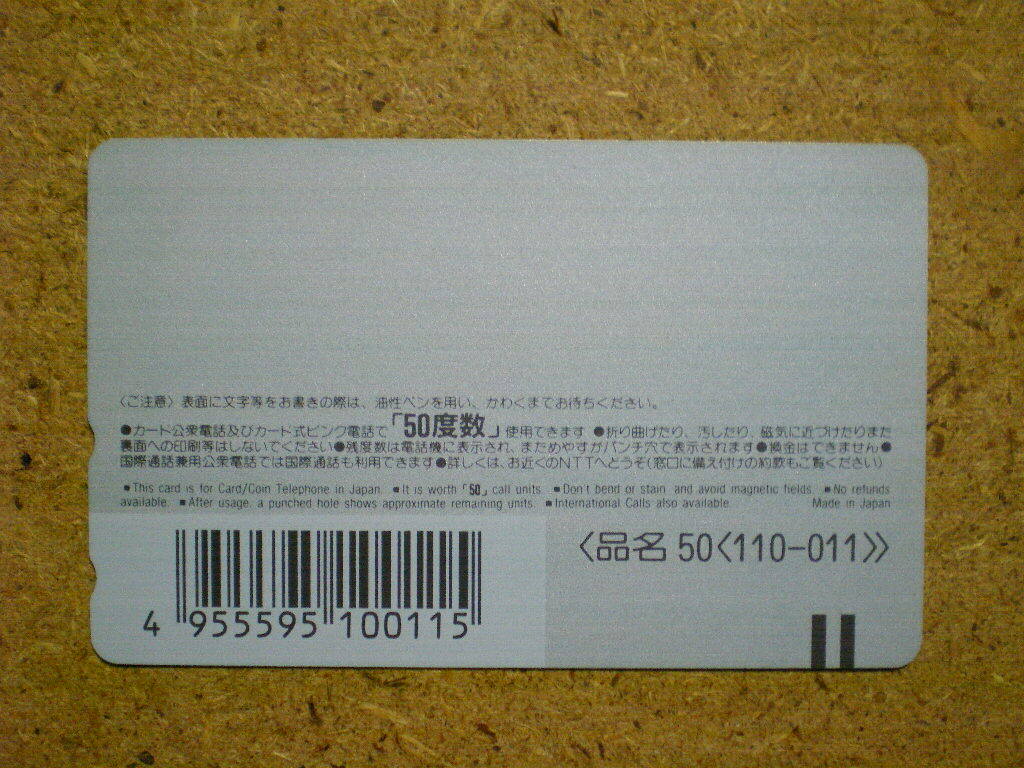 〈ご注意〉表面に文字等をお書きの際は、油性ペンを用い、かわくまでお待ちください。
●カード公衆電話及びカード式ピンク電話で「50度数」使用できます ●折り曲げたり、汚したり、磁気に近づけたりまた
裏面への印刷等はしないでください●残度数は電話機に表示され、まためやすがパンチ穴で表示されます●換金はできません●
国際通話兼用公衆電話では国際通話も利用できます●詳しくは、お近くのNTTへどうぞ(窓口に備え付けの約款もご覧ください)
■This card is for Card/Coin Telephone in Japan. ■It is worth「50」call units. ■Don't bend or stain and avoid magnetic fields. ■No refunds
available. ■After usage, a punched hole shows approximate remaining units. ■International Calls also available. Made in Japan
〈品名 50〈110-011〉〉
4 955595 100115